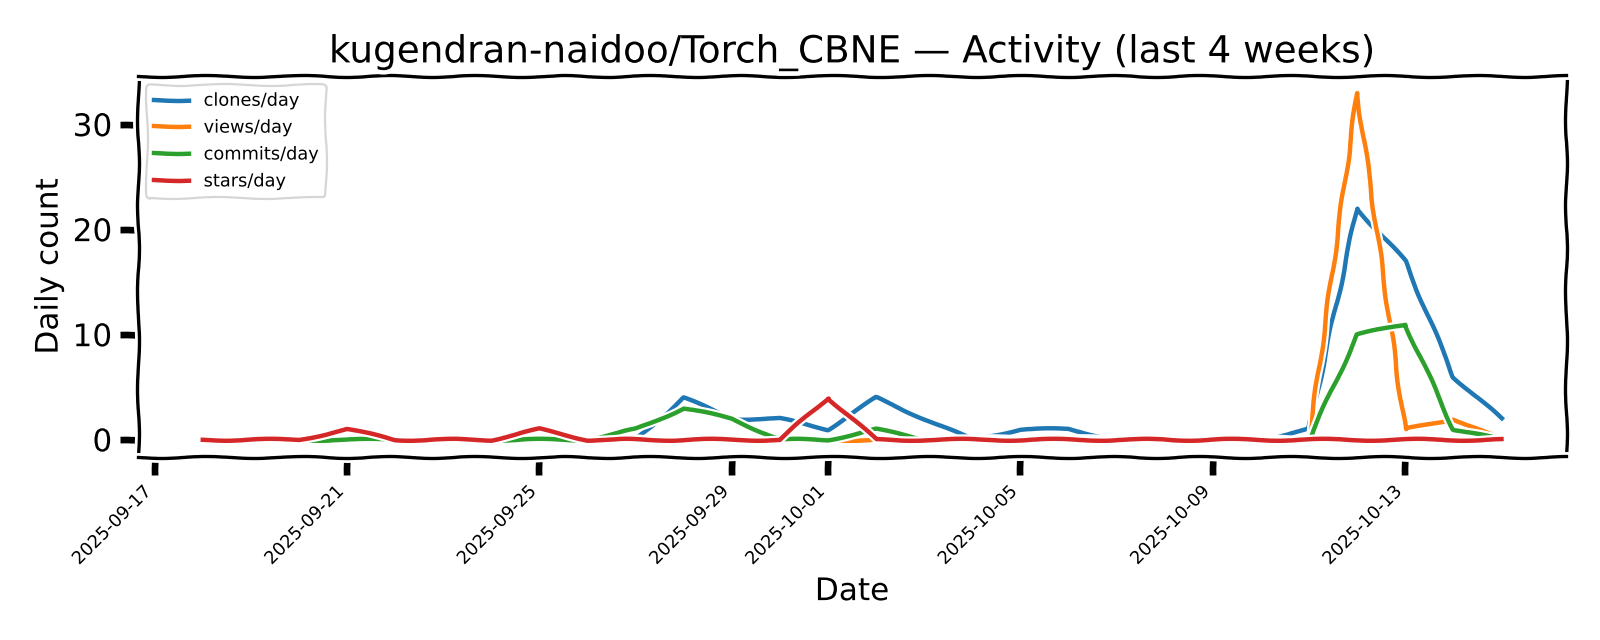 kugendran-naidoo/Torch_CBNE — Activity (last 4 weeks)
clones/day
views/day
commits/day
stars/day
Daily count
30
20
10
0
2025-09-17
2025-09-21
2025-09-25
2025-09-29
2025-10-01
2025-10-05
2025-10-09
2025-10-13
Date